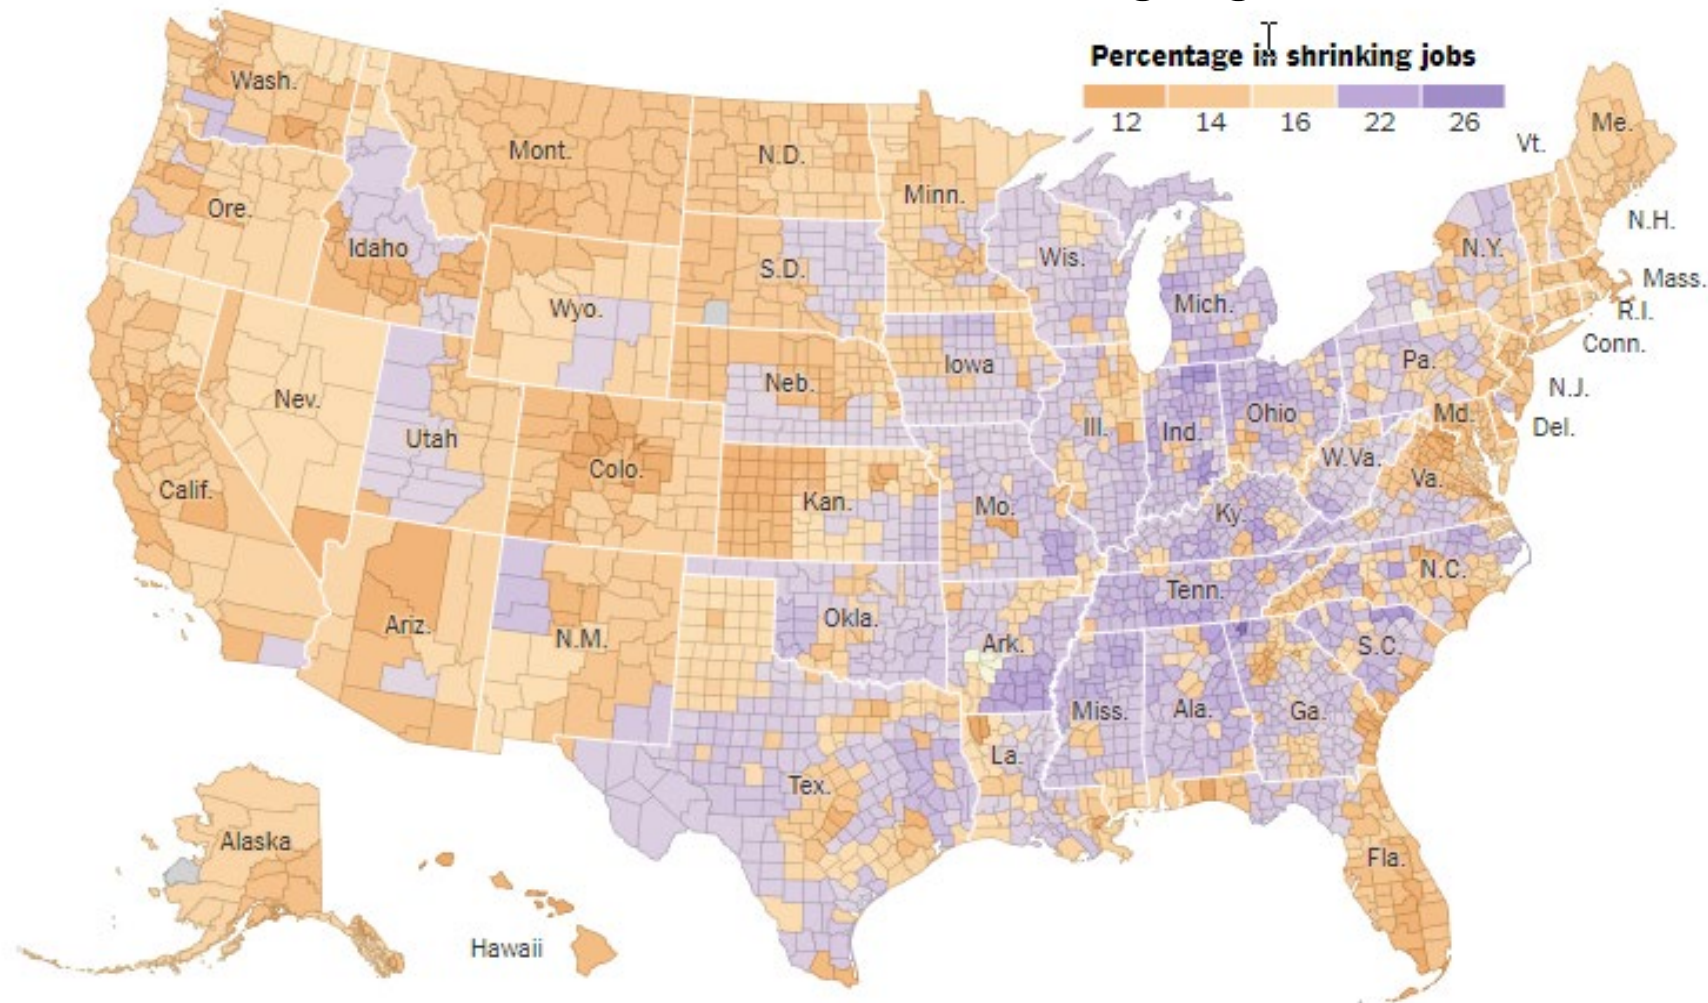 Percentage in shrinking jobs
12 14 16 22 26
Wash.
Mont.
N.D.
Minn.
Vt.
Me.
Ore.
Idaho
S.D.
Wis.
Mich.
N.Y.
N.H.
Mass.
R.I.
Conn.
Wyo.
Iowa
Neb.
Pa.
N.J.
Nev.
Utah
Ill.
Ind.
Ohio
Md.
Del.
Calif.
Colo.
Kan.
Mo.
W.Va.
Va.
Ky.
N.C.
Tenn.
Ariz.
N.M.
Okla.
Ark.
S.C.
Miss.
Ala.
Ga.
La.
Tex.
Alaska
Fla.
Hawaii